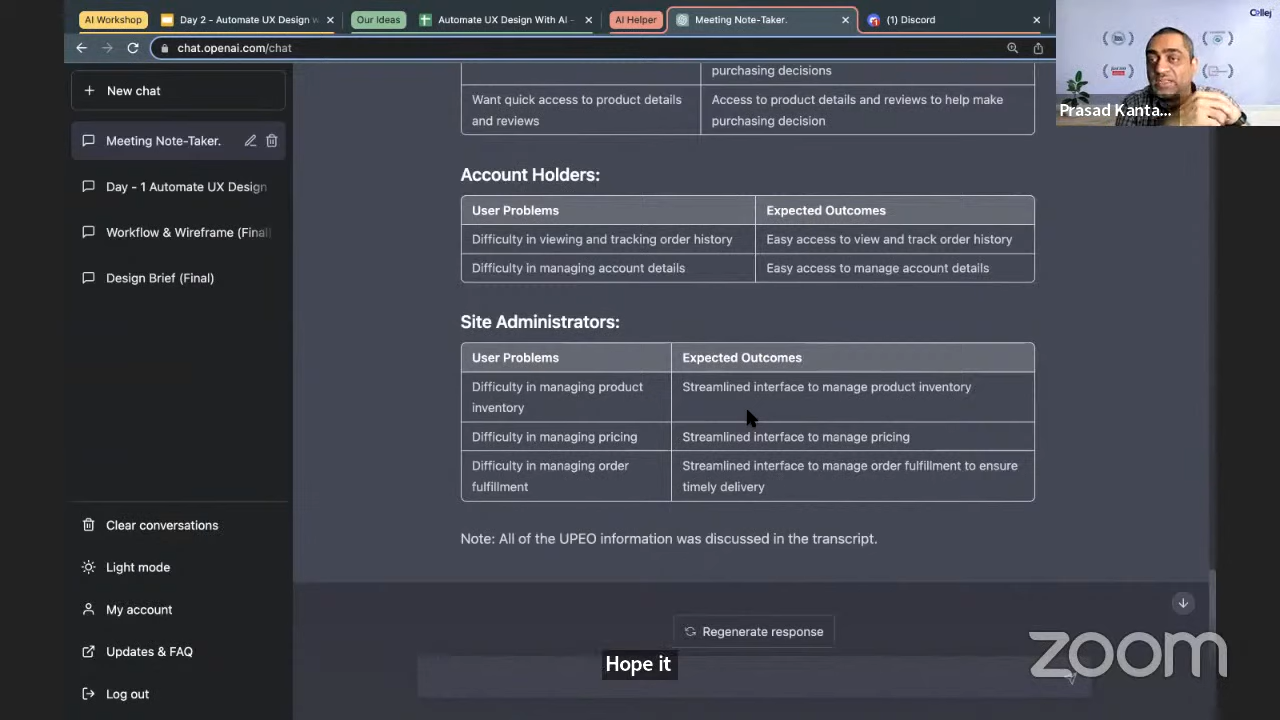 AI Workshop
Day 2 - Automate UX Design w
Our Ideas
Automate UX Design With AI -
AI Helper
Meeting Note-Taker.
(1) Discord
chat.openai.com/chat
New chat
Meeting Note-Taker.
Day - 1 Automate UX Design
Workflow & Wireframe (Final)
Design Brief (Final)
Clear conversations
Light mode
My account
Updates & FAQ
Log out
purchasing decisions
Want quick access to product details
and reviews
Access to product details and reviews to help make
purchasing decision
Account Holders:
User Problems
Expected Outcomes
Difficulty in viewing and tracking order history
Easy access to view and track order history
Difficulty in managing account details
Easy access to manage account details
Site Administrators:
User Problems
Expected Outcomes
Difficulty in managing product
inventory
Streamlined interface to manage product inventory
Difficulty in managing pricing
Streamlined interface to manage pricing
Difficulty in managing order
fulfillment
Streamlined interface to manage order fulfillment to ensure
timely delivery
Note: All of the UPEO information was discussed in the transcript.
Regenerate response
Hope it
Prasad Kanta...
zoom